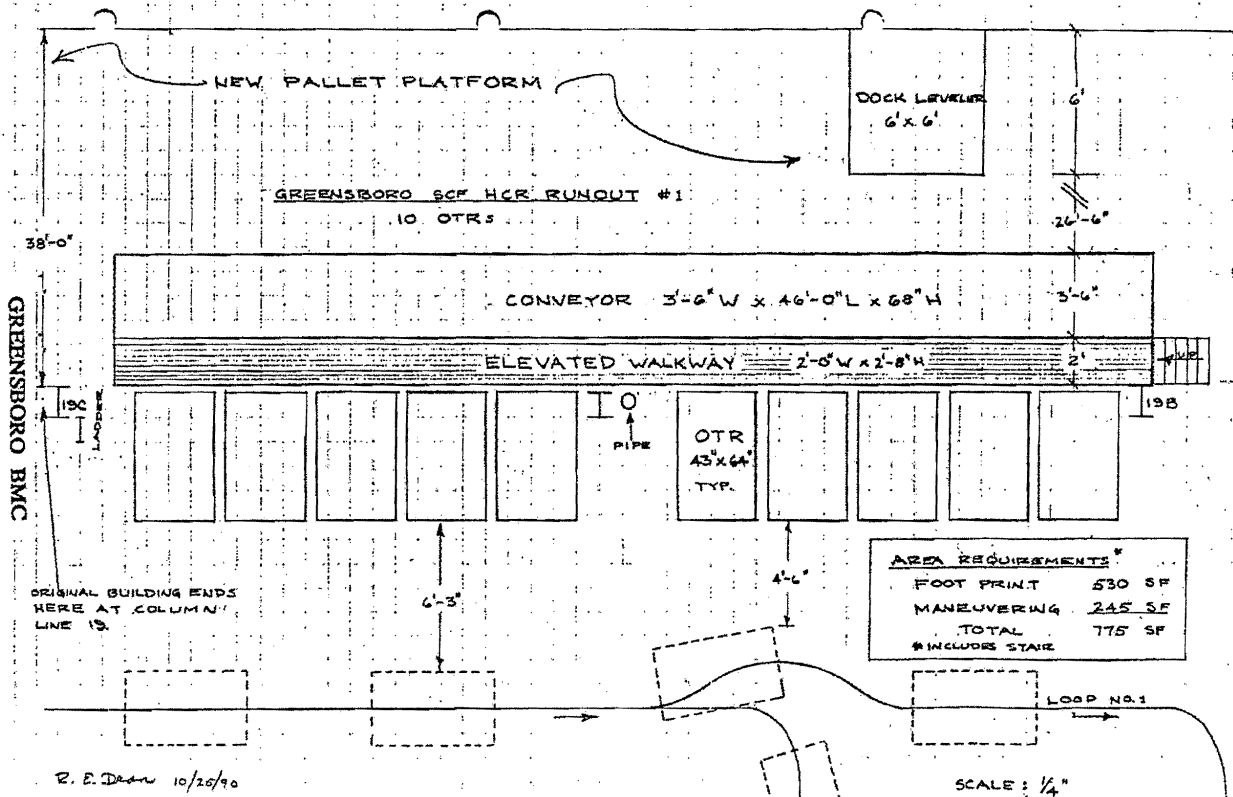 NEW PALLET PLATFORM
DOCK LEVELER
6' x 6'
6'
GREENSBORO SCF HCR RUNOUT #1
10 OTRS
26'-6"
38'-0"
CONVEYOR 3'-6" W x 46'-0" L x 68" H
3'-6"
ELEVATED WALKWAY 2'-0" W x 2'-8" H
2'
UP
GREENSBORO BMC
LADDER
PIPE
OTR
43" x 64"
TYP.
19B
ORIGINAL BUILDING ENDS
HERE AT COLUMN
LINE 19
6'-3"
4'-6"
AREA REQUIREMENTS*
FOOT PRINT 530 SF
MANEUVERING 245 SF
TOTAL 775 SF
*INCLUDES STAIR
LOOP NO.1
R. E. Dean 10/25/90
SCALE: 1/4"